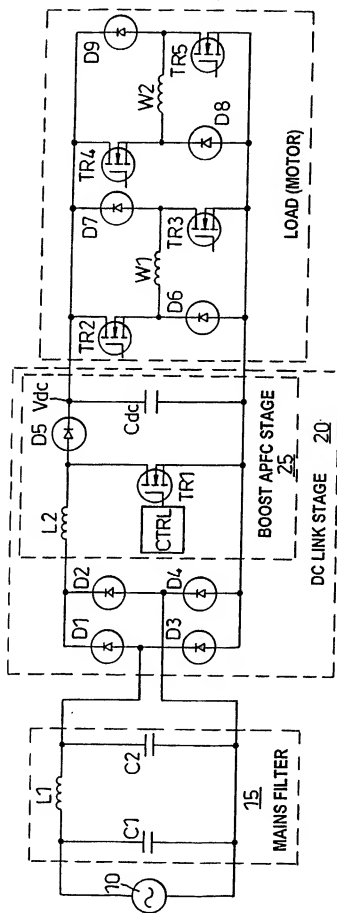 10
C1
L1
C2
15
MAINS FILTER
D1
D2
D3
D4
L2
CTRL
TR1
D5
Vdc
Cdc
BOOST APFC STAGE
25
DC LINK STAGE 20
TR2
D6
W1
D7
TR3
TR4
D8
W2
D9
TR5
LOAD (MOTOR)